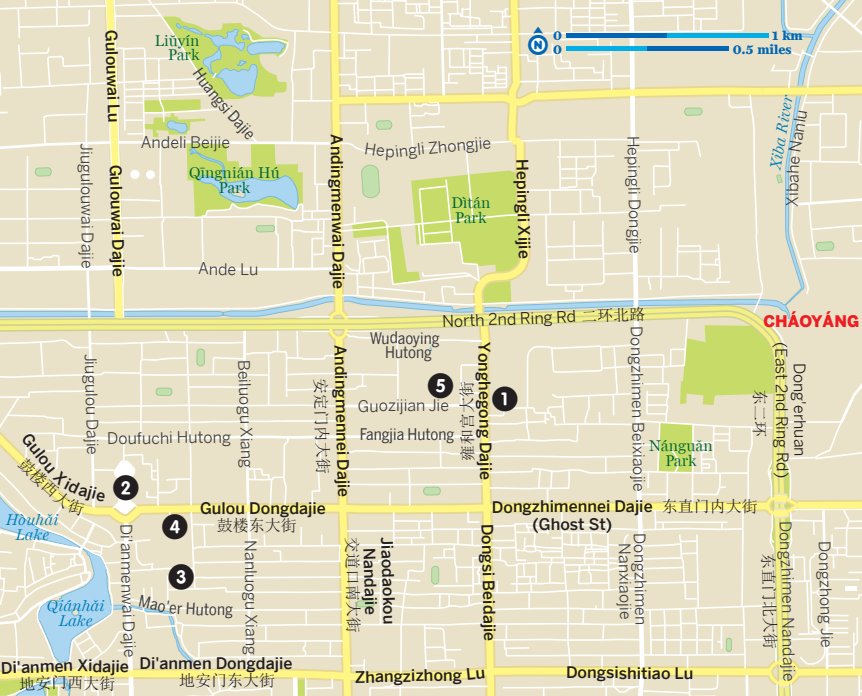 Liǔyín
Park
Gulouwai Lu
Huangsi Dajie
0
1 km
N
0
0.5 miles
Xiba River
Xibahe Nanlu
Andeli Beijie
Hepingli Zhongjie
Jiugulouwai Dajie
Gulouwai Dajie
Qīngnián Hú
Park
Andingmenwai Dajie
Dìtán
Park
Hepingli Xijie
Hepingli Dongjie
Ande Lu
North 2nd Ring Rd 二环北路
CHÁOYÁNG
Wudaoying
Hutong
Jiugulou Dajie
Beiluogu Xiang
安定门内大街
Andingmennei Dajie
5
Guozijian Jie
雍和宫大街
Yonghegong Dajie
1
Dongzhimen Beixiaojie
东二环
(East 2nd Ring Rd)
Dong'erhuan
Doufuchi Hutong
Fangjia Hutong
Nánguǎn
Park
Gulou Xidajie
鼓楼西大街
2
Gulou Dongdajie
鼓楼东大街
Dongzhimennei Dajie 东直门内大街
(Ghost St)
Hòuhǎi
Lake
4
Di'anmenwai Dajie
3
Mao'er Hutong
Nanluogu Xiang
交道口南大街
Jiaodaokou
Nandajie
Dongsi Beidajie
Dongzhimen
Nanxiaojie
东直门北大街
Dongzhimen Nandajie
Dongzhong Jie
Qiánhǎi
Lake
Di'anmen Xidajie
地安门西大街
Di'anmen Dongdajie
地安门东大街
Zhangzizhong Lu
Dongsishitiao Lu